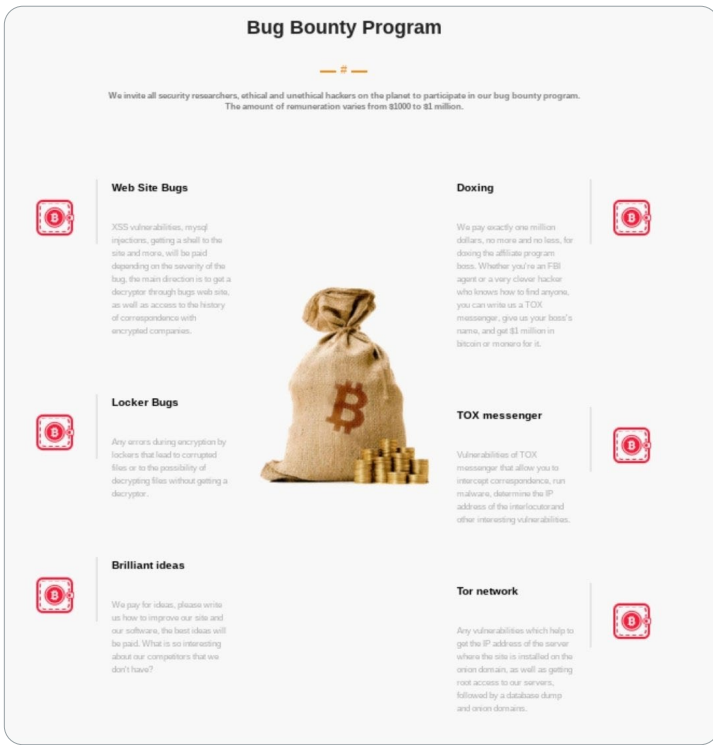 Bug Bounty Program
#
We invite all security researchers, ethical and unethical hackers on the planet to participate in our bug bounty program.
The amount of remuneration varies from $1000 to $1 million.
Web Site Bugs
XSS vulnerabilities, mysql
injections, getting a shell to the
site and more, will be paid
depending on the severity of the
bug, the main direction is to get a
decryptor through bugs web site,
as well as access to the history
of correspondence with
encrypted companies.
Locker Bugs
Any errors during encryption by
lockers that lead to corrupted
files or to the possibility of
decrypting files without getting a
decryptor.
Brilliant ideas
We pay for ideas, please write
us how to improve our site and
our software, the best ideas will
be paid. What is so interesting
about our competitors that we
don't have?
Doxing
We pay exactly one million
dollars, no more and no less, for
doxing the affiliate program
boss. Whether you're an FBI
agent or a very clever hacker
who knows how to find anyone,
you can write us a TOX
messenger, give us your boss's
name, and get $1 million in
bitcoin or monero for it.
TOX messenger
Vulnerabilities of TOX
messenger that allow you to
intercept correspondence, run
malware, determine the IP
address of the interlocutor and
other interesting vulnerabilities.
Tor network
Any vulnerabilities which help to
get the IP address of the server
where the site is installed on the
onion domain, as well as getting
root access to our servers,
followed by a database dump
and onion domains.